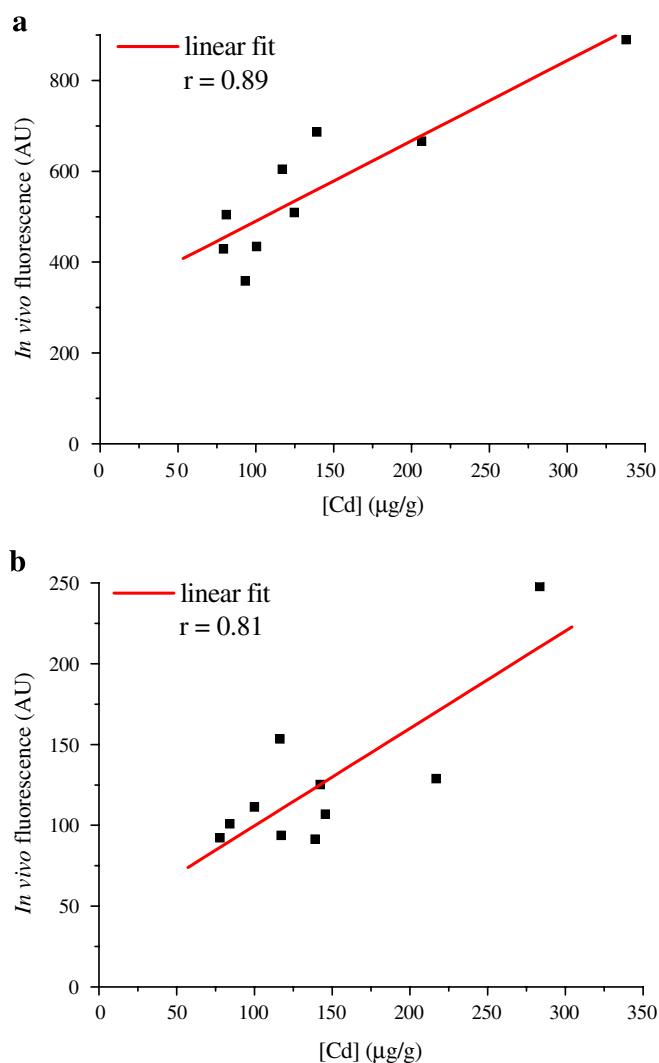 a
linear fit
r = 0.89
800
600
400
200
0
In vivo fluorescence (AU)
0 50 100 150 200 250 300 350
[Cd] (μg/g)
b
linear fit
r = 0.81
250
200
150
100
50
0
In vivo fluorescence (AU)
0 50 100 150 200 250 300 350
[Cd] (μg/g)